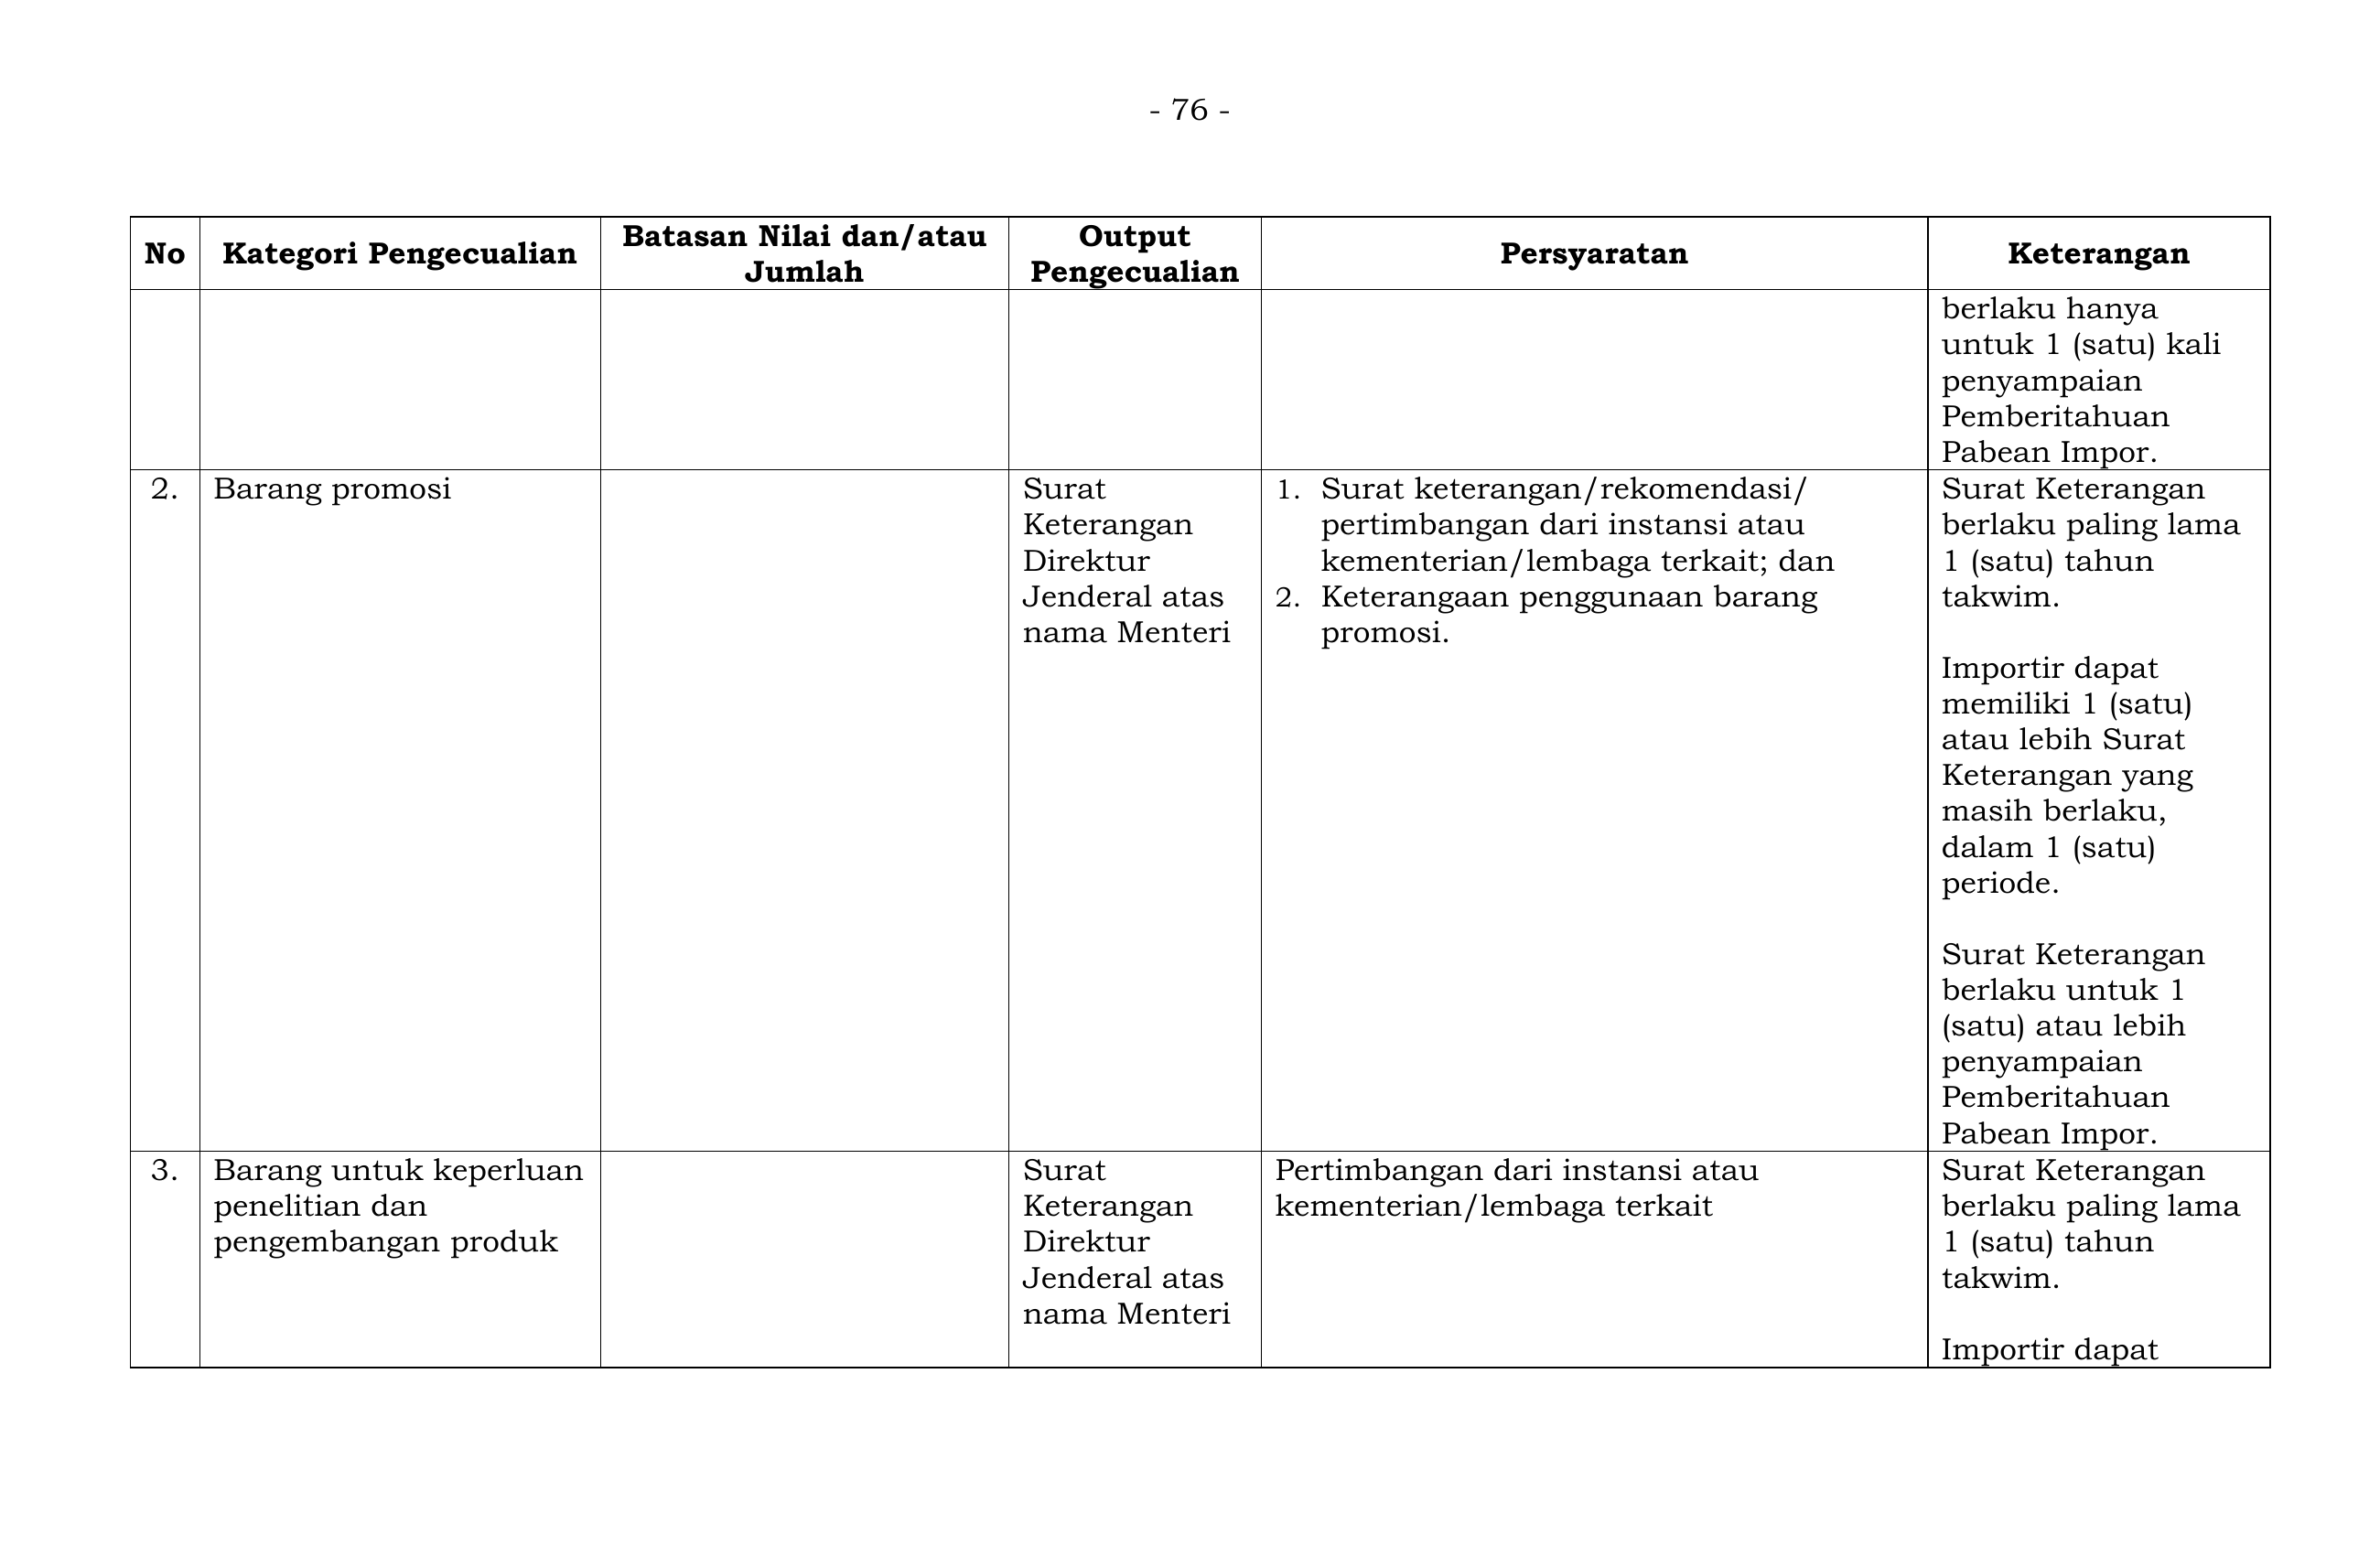 - 76 -
No Kategori Pengecualian Batasan Nilai dan/atau Jumlah Output Pengecualian Persyaratan Keterangan
berlaku hanya
untuk 1 (satu) kali
penyampaian
Pemberitahuan
Pabean Impor.
2.
Barang promosi
Surat
Keterangan
Direktur
Jenderal atas
nama Menteri
1. Surat keterangan/rekomendasi/
pertimbangan dari instansi atau
kementerian/lembaga terkait; dan
2. Keterangaan penggunaan barang
promosi.
Surat Keterangan
berlaku paling lama
1 (satu) tahun
takwim.
Importir dapat
memiliki 1 (satu)
atau lebih Surat
Keterangan yang
masih berlaku,
dalam 1 (satu)
periode.
Surat Keterangan
berlaku untuk 1
(satu) atau lebih
penyampaian
Pemberitahuan
Pabean Impor.
3.
Barang untuk keperluan
penelitian dan
pengembangan produk
Surat
Keterangan
Direktur
Jenderal atas
nama Menteri
Pertimbangan dari instansi atau
kementerian/lembaga terkait
Surat Keterangan
berlaku paling lama
1 (satu) tahun
takwim.
Importir dapat